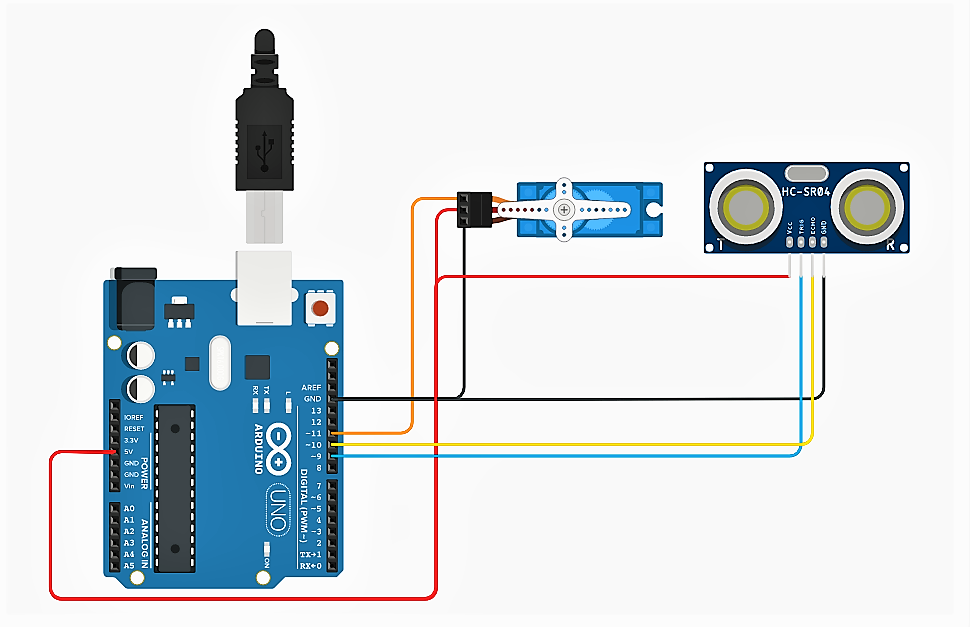 HC-SR04
Vcc
TRIG
ECHO
GND
T
R
AREF
GND
13
12
~11
~10
~9
8
7
~6
~5
4
~3
2
TX→1
RX←0
DIGITAL (PWM~)
RX
TX
L
ARDUINO
UNO
ON
IOREF
RESET
3.3V
5V
GND
GND
Vin
POWER
A0
A1
A2
A3
A4
A5
ANALOG IN